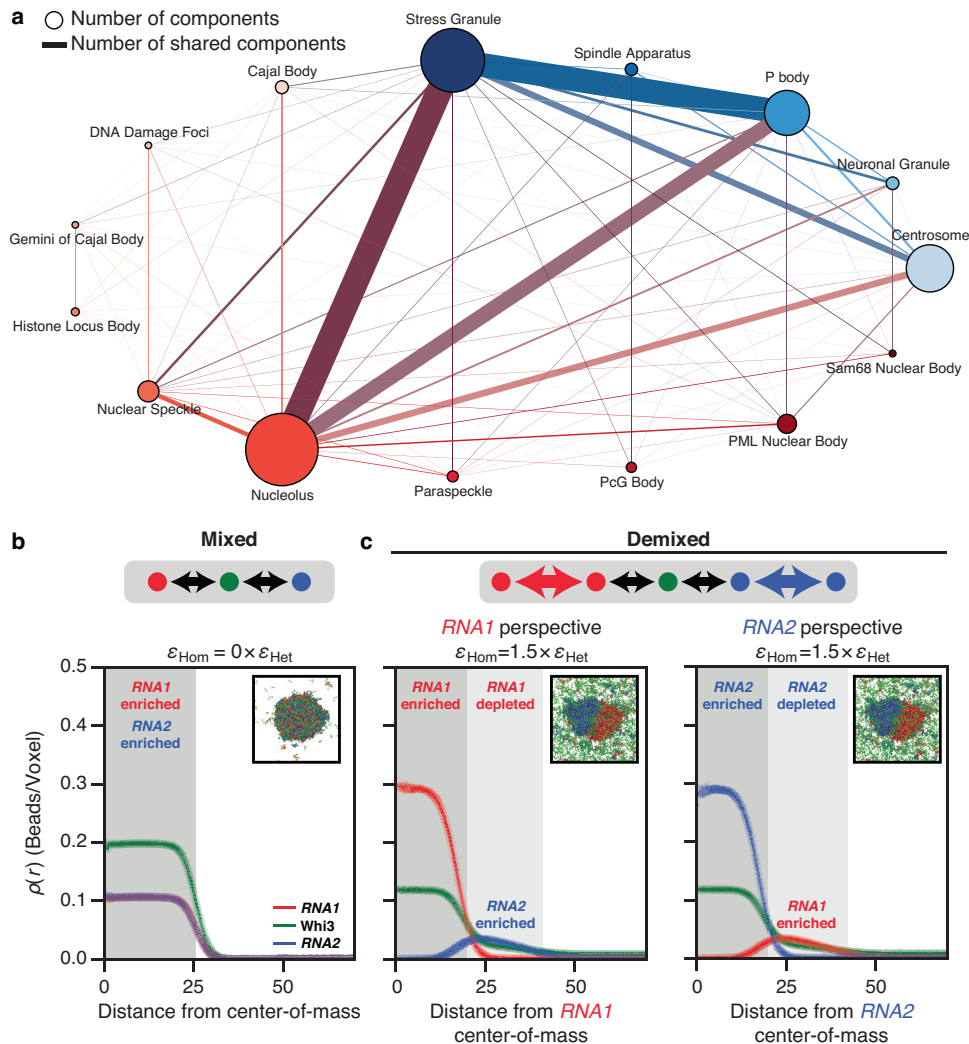 a
Number of components
Number of shared components
Stress Granule
Spindle Apparatus
P body
Cajal Body
DNA Damage Foci
Neuronal Granule
Gemini of Cajal Body
Centrosome
Histone Locus Body
Sam68 Nuclear Body
Nuclear Speckle
PML Nuclear Body
Nucleolus
Paraspeckle
PcG Body
b
Mixed
εHom = 0× εHet
0.5
0.4
0.3
0.2
0.1
0.0
ρ(r) (Beads/Voxel)
RNA1
enriched
RNA2
enriched
RNA1
Whi3
RNA2
0
25
50
Distance from center-of-mass
c
Demixed
RNA1 perspective
εHom=1.5× εHet
RNA1
enriched
RNA1
depleted
RNA2
enriched
0
25
50
Distance from RNA1
center-of-mass
RNA2 perspective
εHom=1.5× εHet
RNA2
enriched
RNA2
depleted
RNA1
enriched
0
25
50
Distance from RNA2
center-of-mass